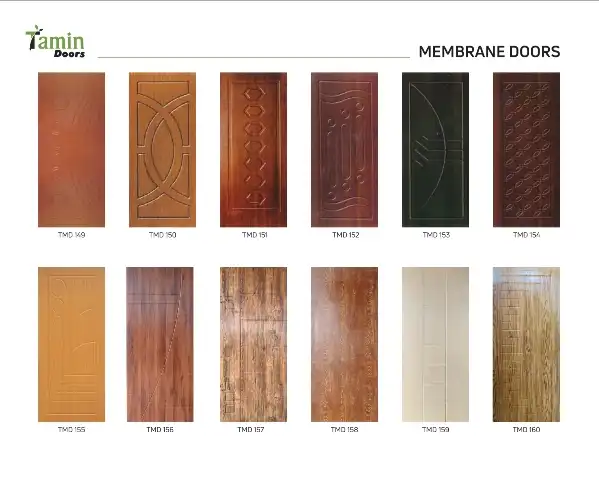 Tamin
Doors
MEMBRANE DOORS
TMD 149
TMD 150
TMD 151
TMD 152
TMD 153
TMD 154
TMD 155
TMD 156
TMD 157
TMD 158
TMD 159
TMD 160